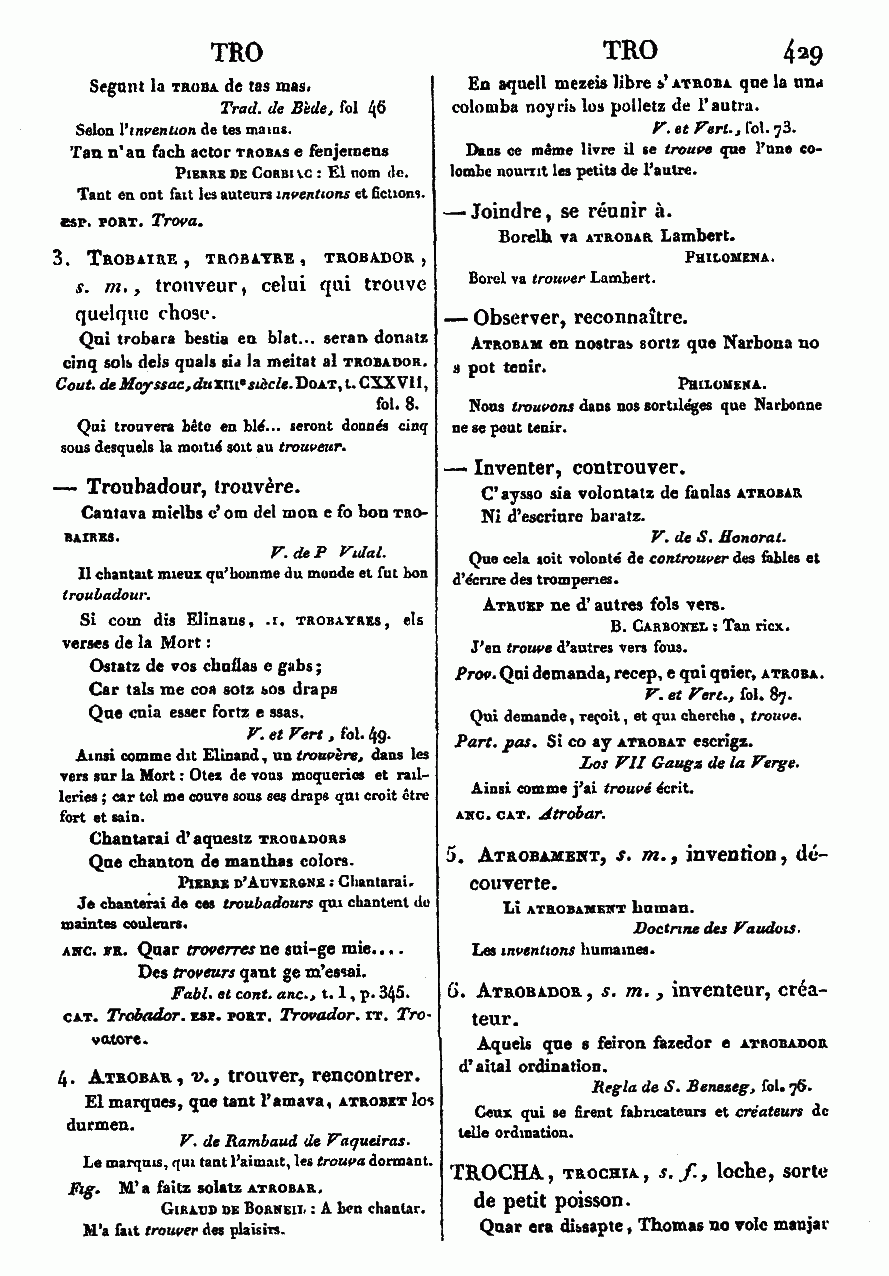 TRO
TRO 429
Segunt la TROBA de tas mas.
Trad. de Bède, fol 46
Selon l'invention de tes mains.
Tan n'an fach actor TROBAS e fenjemens
PIERRE DE CORBIAC : El nom de.
Tant en ont fait les auteurs inventions et fictions.
ESP. PORT. Trova.
3. TROBAIRE, TROBAYRE, TROBADOR,
s. m., trouveur, celui qui trouve
quelque chose.
Qui trobara bestia en blat... seran donatz
cinq sols dels quals sia la meitat al TROBADOR.
Cout. de Moyssac, du XIIIe siècle. DOAT, t. CXXVII,
fol. 8.
Qui trouvera bête en blé... seront donnés cinq
sous desquels la moitié soit au trouveur.
— Troubadour, trouvère.
Cantava mielhs c'om del mon e fo bon TRO-
BAIRES.
V. de P Vidal.
Il chantait mieux qu'homme du monde et fut bon
troubadour.
Si com dis Elinaus, .I. TROBAYRES, els
verses de la Mort :
Ostatz de vos chuflas e gabs;
Car tals me coa sotz sos draps
Que cuia esser fortz e ssas.
V. et Vert , fol. 49.
Ainsi comme dit Elinand, un trouvère, dans les
vers sur la Mort : Otez de vous moqueries et rail-
leries ; car tel me couve sous ses draps qui croit être
fort et sain.
Chantarai d'aquestz TROBADORS
Que chanton de manthas colors.
PIERRE D'AUVERGNE : Chantarai.
Je chanterai de ces troubadours qui chantent de
maintes couleurs.
ANC. FR. Quar troverres ne sui-ge mie....
Des troveurs qant ge m'essai.
Fabl. et cont. anc., t. I, p. 345.
CAT. Trobador. ESP. PORT. Trovador. IT. Tro-
vatore.
4. ATROBAR, v., trouver, rencontrer.
El marques, que tant l'amava, ATROBET los
durmen.
V. de Rambaud de Vaqueiras.
Le marquis, qui tant l'aimait, les trouva dormant.
Fig. M'a faitz solatz ATROBAR.
GIRAUD DE BORNEIL : A ben chantar.
M'a fait trouver des plaisirs.
En aquell mezeis libre s'ATROBA que la una
colomba noyris los polletz de l'autra.
V. et Vert., fol. 73.
Dans ce même livre il se trouve que l'une co-
lombe nourrit les petits de l'autre.
— Joindre, se réunir à.
Borelh va ATROBAR Lambert.
PHILOMENA.
Borel va trouver Lambert.
— Observer, reconnaître.
ATROBAM en nostras sortz que Narbona no
s pot tenir.
PHILOMENA.
Nous trouvons dans nos sortiléges que Narbonne
ne se peut tenir.
— Inventer, controuver.
C'aysso sia volontatz de faulas ATROBAR
Ni d'escriure baratz.
V. de S. Honorat.
Que cela soit volonté de controuver des fables et
d'écrire des tromperies.
ATRUEP ne d'autres fols vers.
B. CARBONEL : Tan ricx.
J'en trouve d'autres vers fous.
Prov. Qui demanda, recep, e qui quier, ATROBA.
V. et Vert., fol. 87.
Qui demande, reçoit, et qui cherche, trouve.
Part. pas. Si co ay ATROBAT escrigz.
Los VII Gaugz de la Verge.
Ainsi comme j'ai trouvé écrit.
ANC. CAT. Atrobar.
5. ATROBAMENT, s. m., invention, dé-
couverte.
Li ATROBAMENT human.
Doctrine des Vaudois.
Les inventions humaines.
6. ATROBADOR, s. m., inventeur, créa-
teur.
Aquels que s feiron fazedor e ATROBADOR
d'aital ordination.
Regla de S. Benezeg, fol. 76.
Ceux qui se firent fabricateurs et créateurs de
telle ordination.
TROCHA, TROCHIA, s. f., loche, sorte
de petit poisson.
Quar era dissapte, Thomas no volc manjar